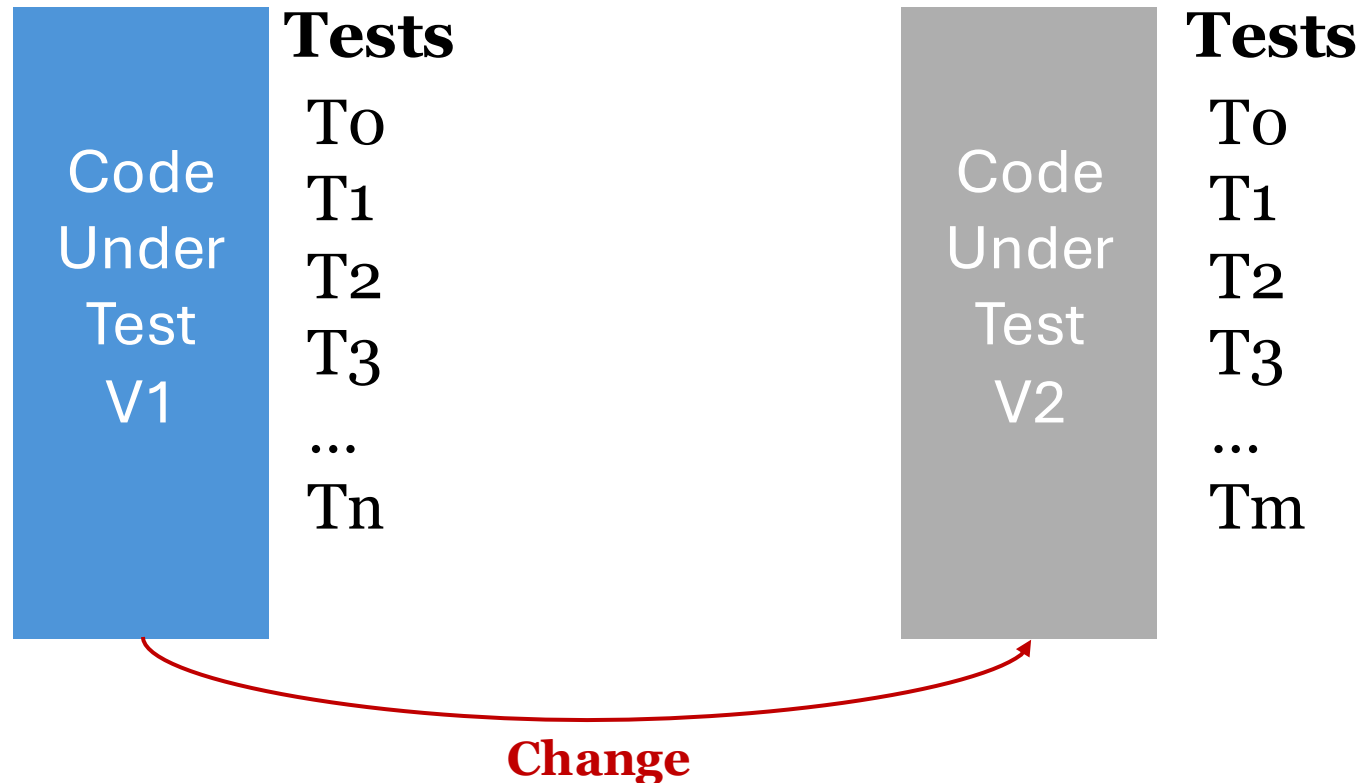 Code
Under
Test
V1
Tests
T0
T1
T2
T3
...
Tn
Code
Under
Test
V2
Tests
T0
T1
T2
T3
...
Tm
Change